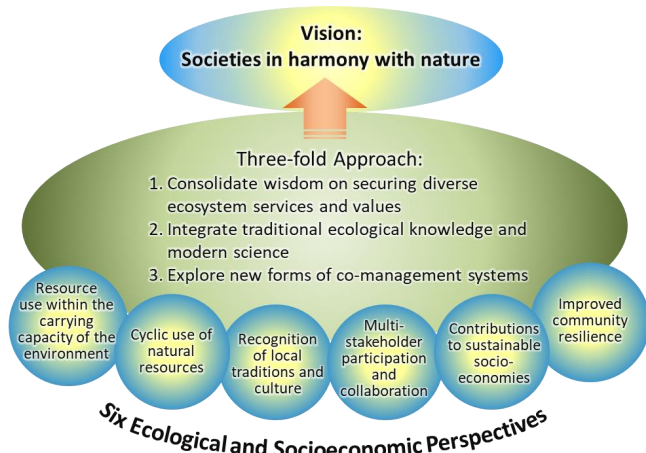 Vision:
Societies in harmony with nature
Three-fold Approach:
1. Consolidate wisdom on securing diverse
ecosystem services and values
2. Integrate traditional ecological knowledge and
modern science
3. Explore new forms of co-management systems
Resource
use within the
carrying
capacity of the
environment
Cyclic use of
natural
resources
Recognition
of local
traditions and
culture
Multi-
stakeholder
participation
and
collaboration
Contributions
to sustainable
socio-
economies
Improved
community
resilience
Six Ecological and Socioeconomic Perspectives